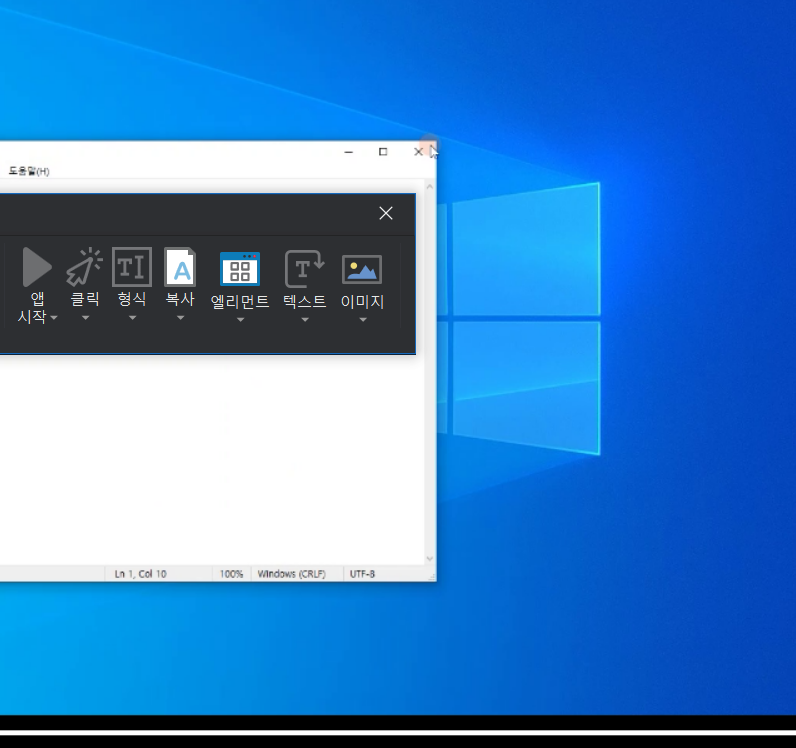 도움말(H)
앱 시작
클릭
형식
복사
엘리먼트
텍스트
이미지
Ln 1, Col 10
100%
Windows (CRLF)
UTF-8